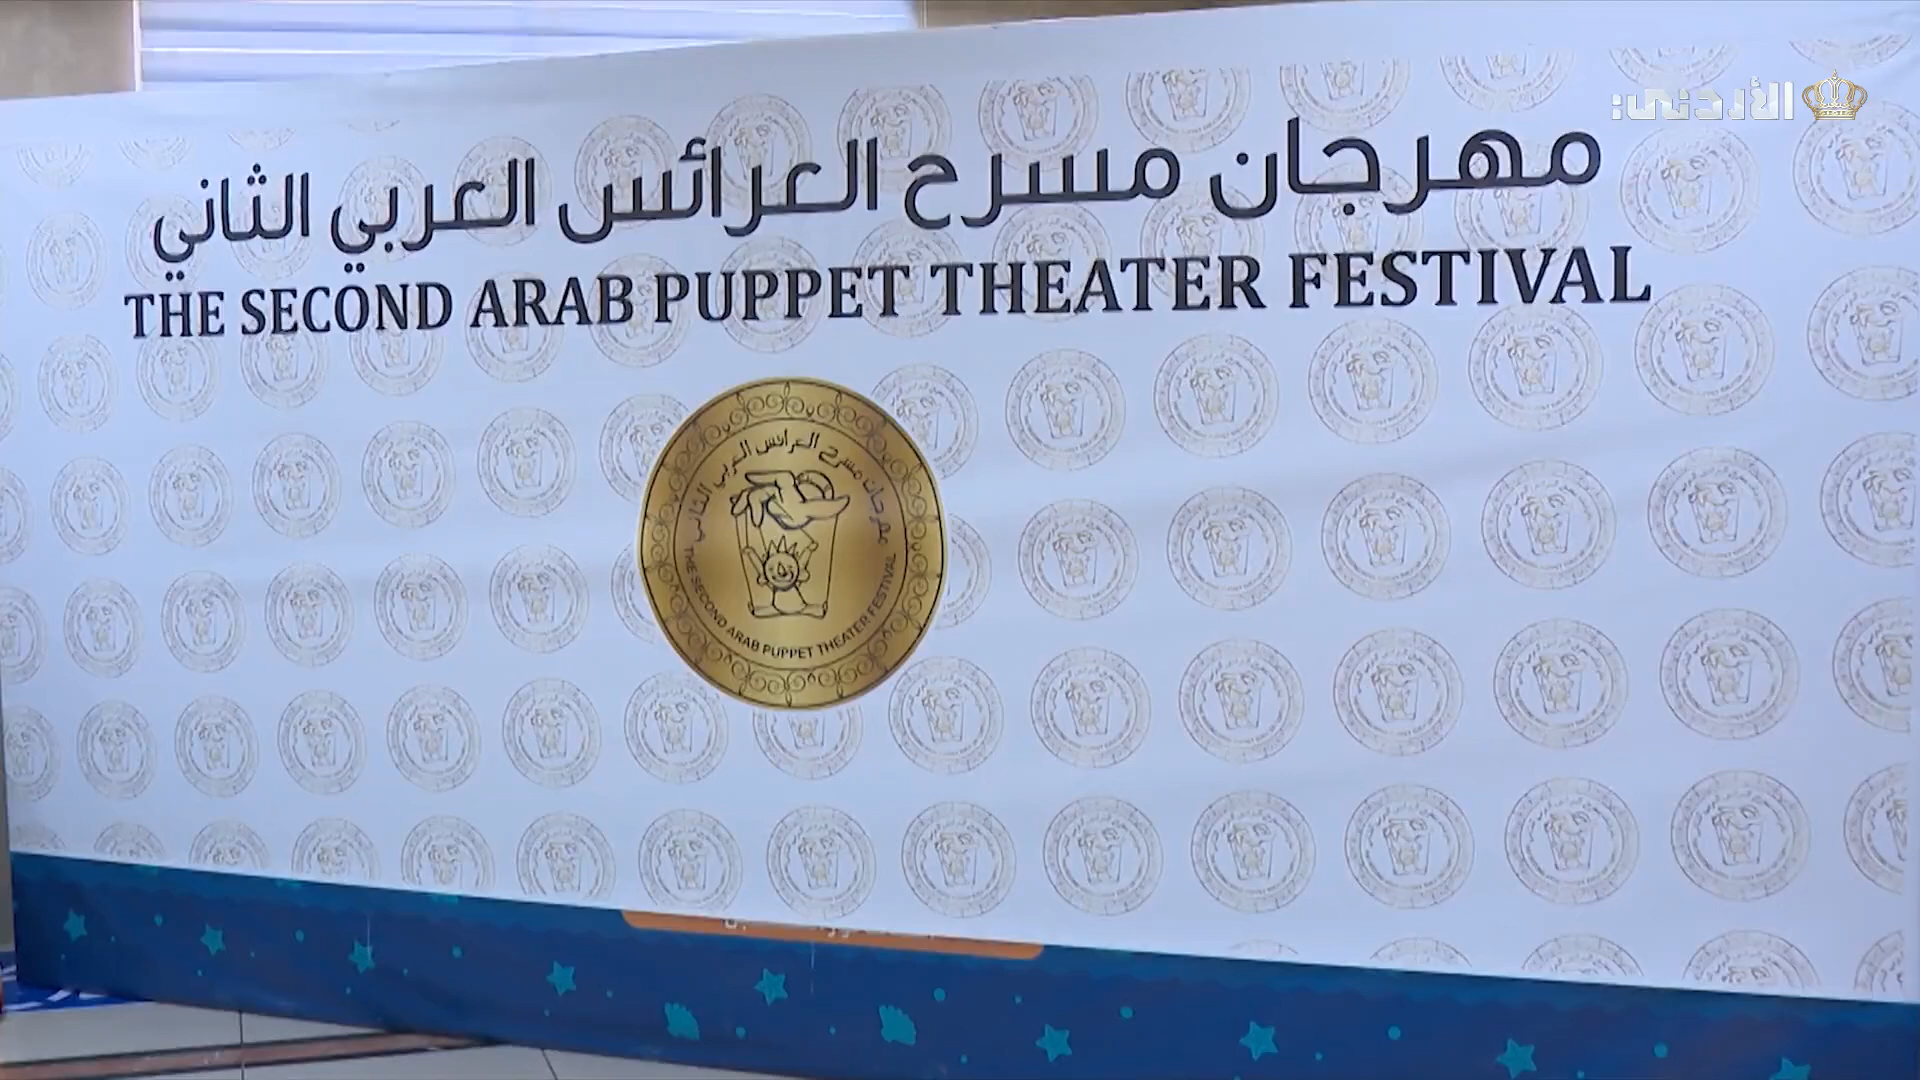 الأردني:
مهرجان مسرح العرائس العربي الثاني
THE SECOND ARAB PUPPET THEATER FESTIVAL
مهرجان مسرح العرائس العربي الثاني
THE SECOND ARAB PUPPET THEATER FESTIVAL